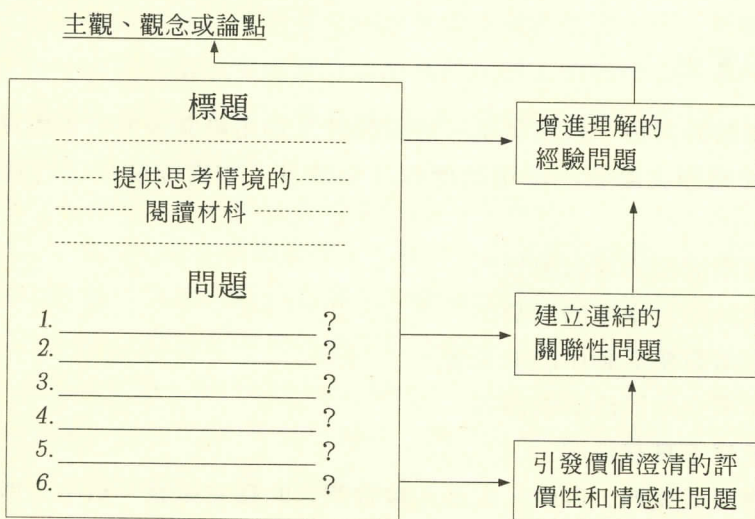 主觀、觀念或論點
標題
提供思考情境的
閱讀材科
問題
1. ?
2. ?
3. ?
4. ?
5. ?
6. ?
增進理解的
經驗問題
建立連結的
關聯性問題
引發價值澄清的評
價性和情感性問題